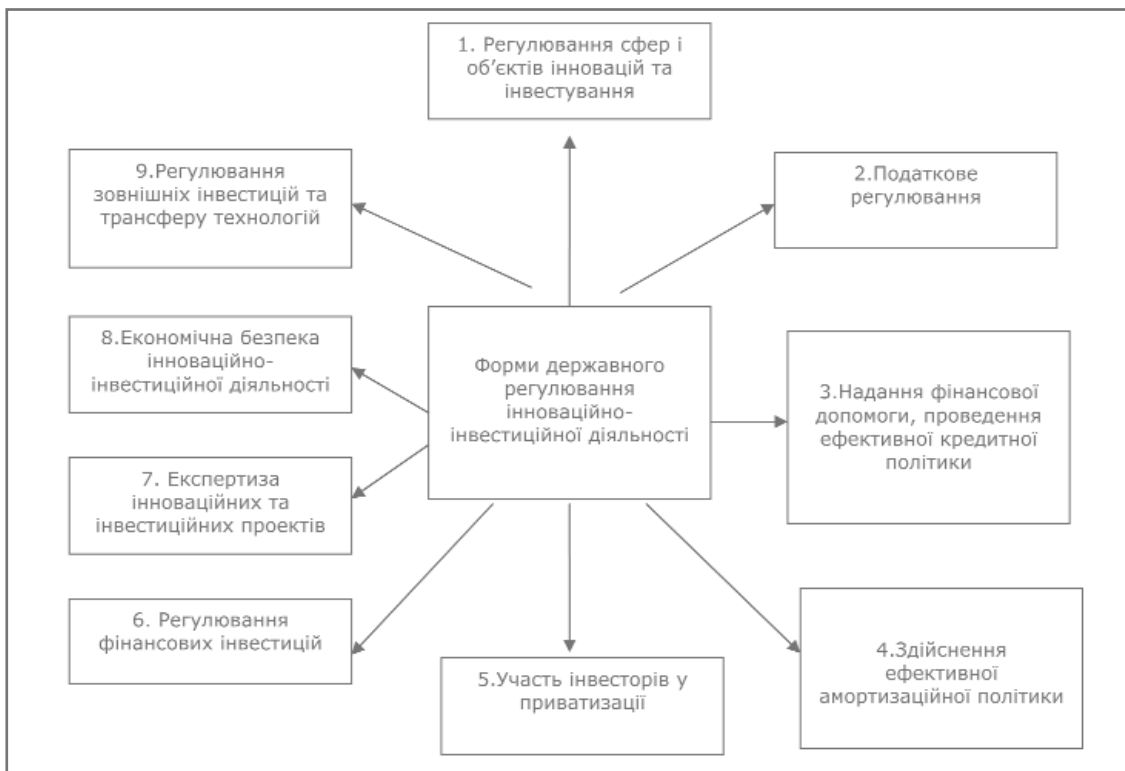 1. Регулювання сфер і
об’єктів інновацій та
інвестування
2.Податкове
регулювання
3.Надання фінансової
допомоги, проведення
ефективної кредитної
політики
4.Здійснення
ефективної
амортизаційної політики
5.Участь інвесторів у
приватизації
6. Регулювання
фінансових інвестицій
7. Експертиза
інноваційних та
інвестиційних проектів
8.Економічна безпека
інноваційно-
інвестиційної діяльності
9.Регулювання
зовнішніх інвестицій та
трансферу технологій
Форми державного
регулювання
інноваційно-
інвестиційної діяльності